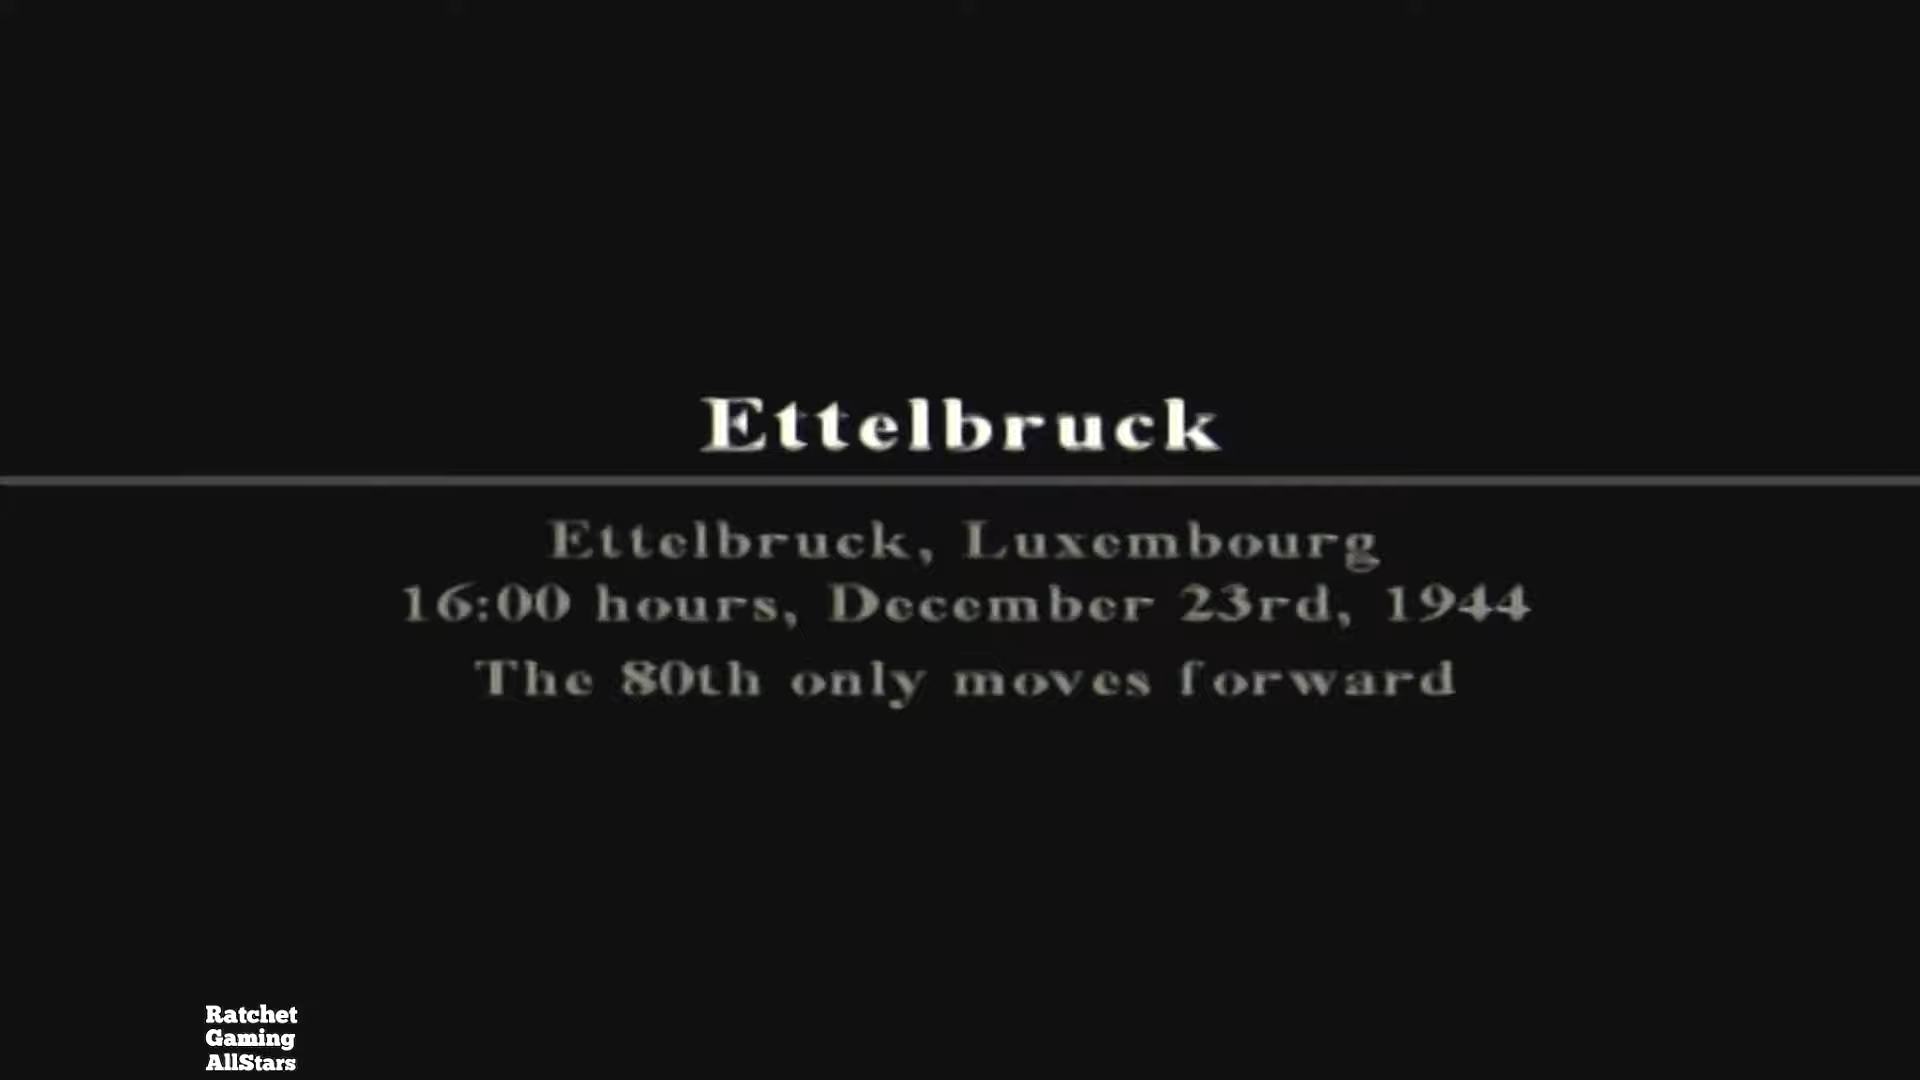 Ettelbruck
Ettelbruck, Luxembourg
16:00 hours, December 23rd, 1944
The 80th only moves forward
Ratchet
Gaming
AllStars